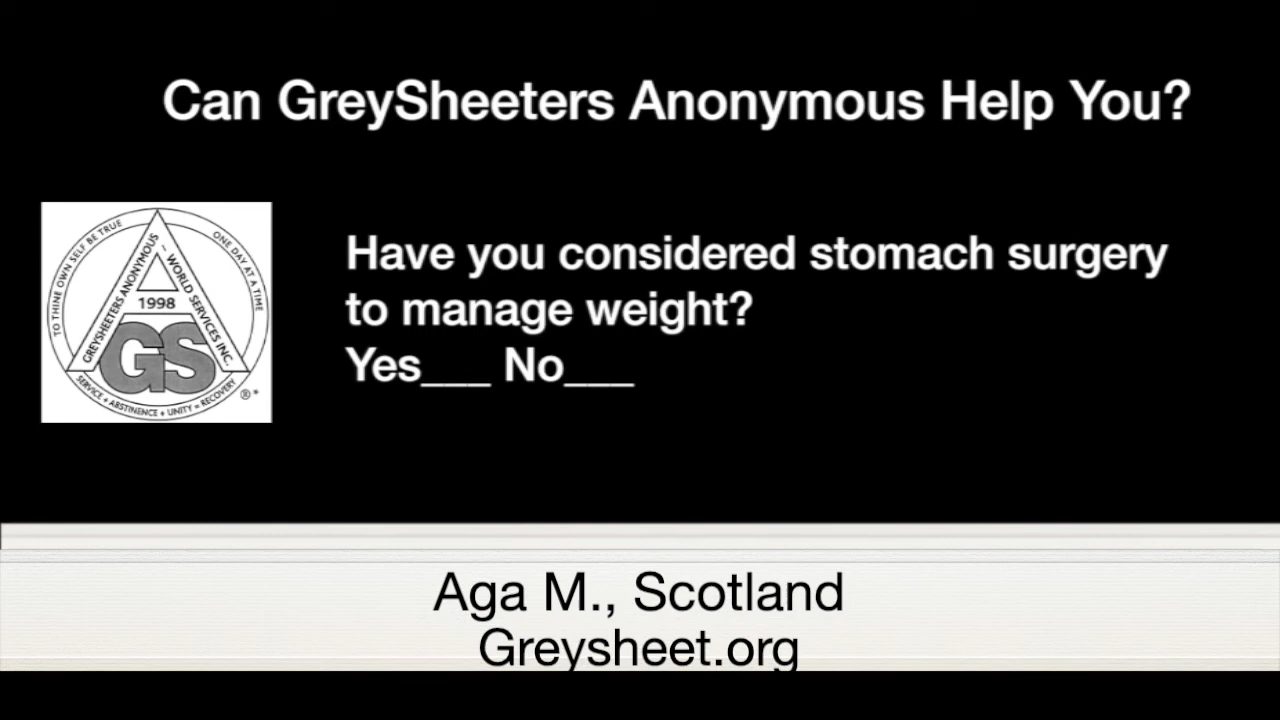 Can GreySheeters Anonymous Help You?
TO THINE OWN SELF BE TRUE
ONE DAY AT A TIME
GREYSHEETERS ANONYMOUS ~ WORLD SERVICES INC.
1998
GS
SERVICE + ABSTINENCE + UNITY = RECOVERY
®*
Have you considered stomach surgery
to manage weight?
Yes___ No___
Aga M., Scotland
Greysheet.org